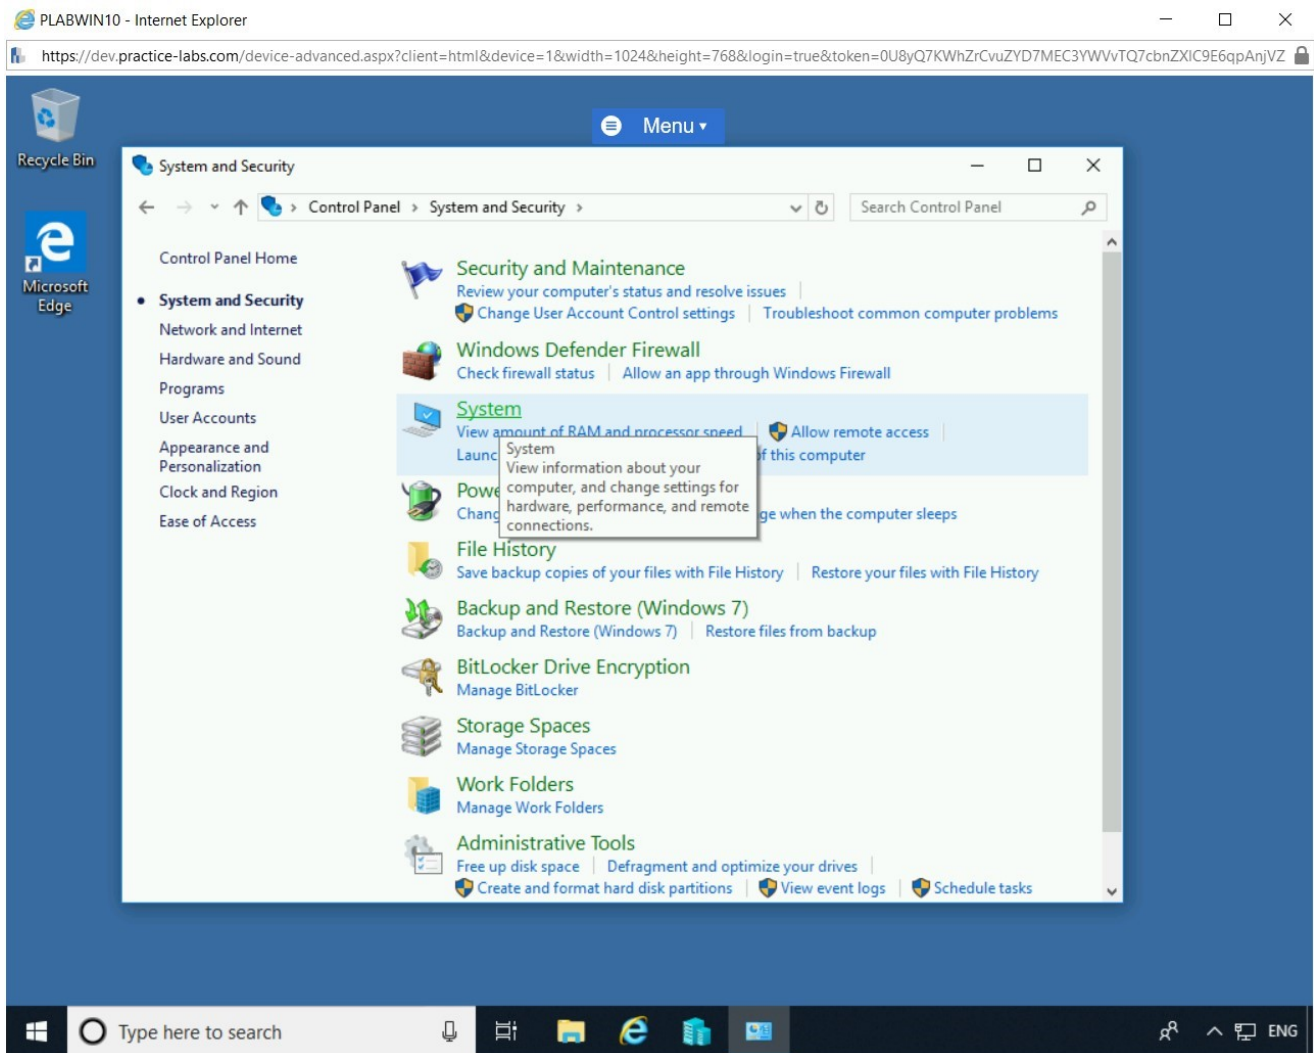 PLABWIN10 - Internet Explorer
https://dev.practice-labs.com/device-advanced.aspx?client=html&device=1&width=1024&height=768&login=true&token=0U8yQ7KWhZrCvuZYD7MEC3YWVvTQ7cbnZXlC9E6qpAnjVZ
Recycle Bin
Menu
System and Security
Control Panel > System and Security >
Search Control Panel
Microsoft
Edge
Control Panel Home
System and Security
Network and Internet
Hardware and Sound
Programs
User Accounts
Appearance and
Personalization
Clock and Region
Ease of Access
Security and Maintenance
Review your computer's status and resolve issues
Change User Account Control settings
Troubleshoot common computer problems
Windows Defender Firewall
Check firewall status
Allow an app through Windows Firewall
System
View amount of RAM and processor speed
Allow remote access
Launc
of this computer
System
View information about your
computer, and change settings for
hardware, performance, and remote
connections.
Powe
Chang
ge when the computer sleeps
File History
Save backup copies of your files with File History
Restore your files with File History
Backup and Restore (Windows 7)
Backup and Restore (Windows 7)
Restore files from backup
BitLocker Drive Encryption
Manage BitLocker
Storage Spaces
Manage Storage Spaces
Work Folders
Manage Work Folders
Administrative Tools
Free up disk space
Defragment and optimize your drives
Create and format hard disk partitions
View event logs
Schedule tasks
Type here to search
ENG